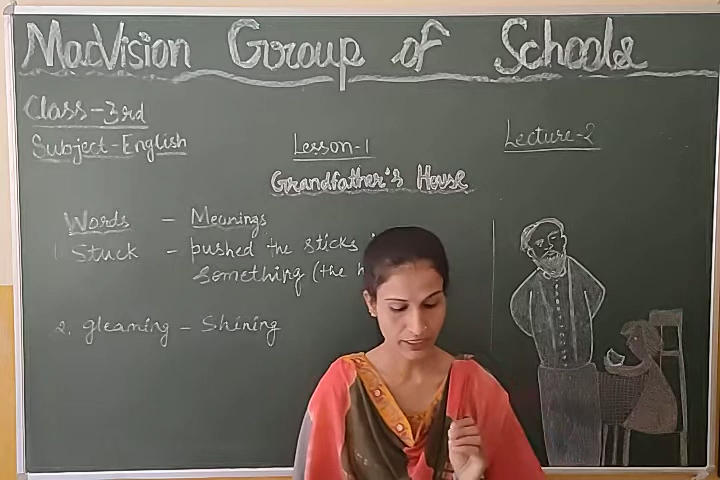 MacVision Group of Schools
Class-3rd
Subject-English
Lesson-1
Lecture-2
Grandfather's House
Words - Meanings
1 Stuck - pushed the sticks
something (the
2. gleaming - Shining